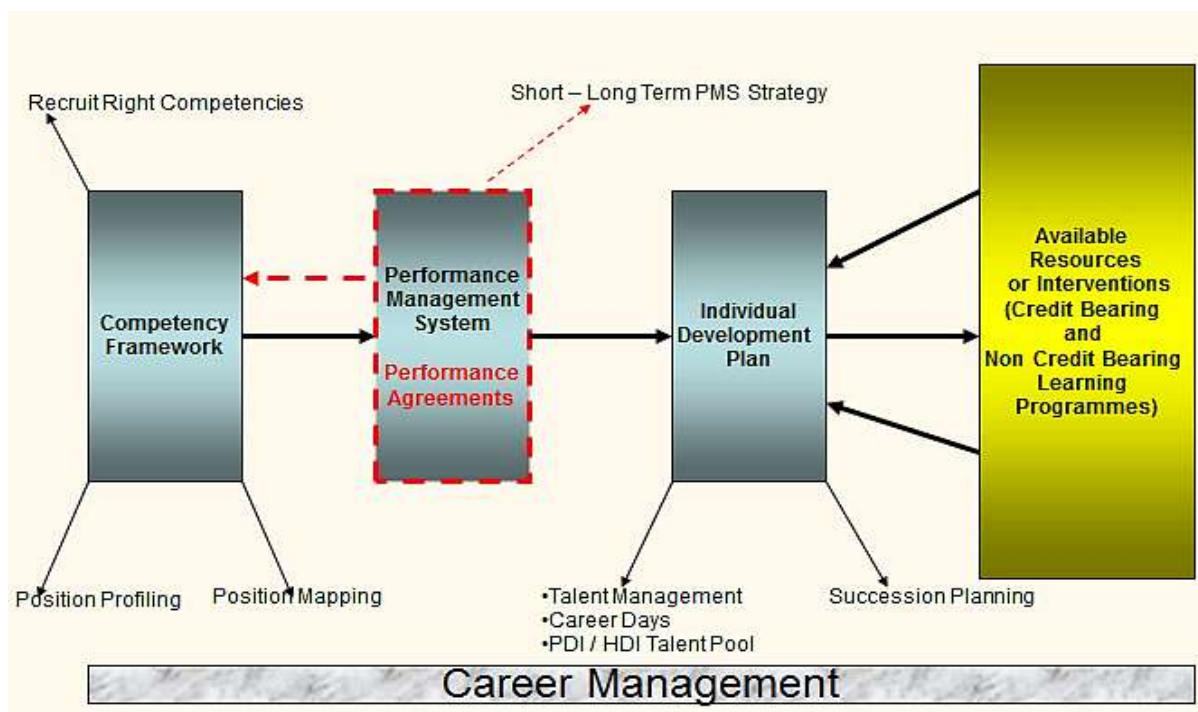 Recruit Right Competencies
Short – Long Term PMS Strategy
Competency
Framework
Performance
Management
System
Performance
Agreements
Individual
Development
Plan
Available
Resources
or Interventions
(Credit Bearing
and
Non Credit Bearing
Learning
Programmes)
Position Profiling
Position Mapping
•Talent Management
•Career Days
•PDI / HDI Talent Pool
Succession Planning
Career Management